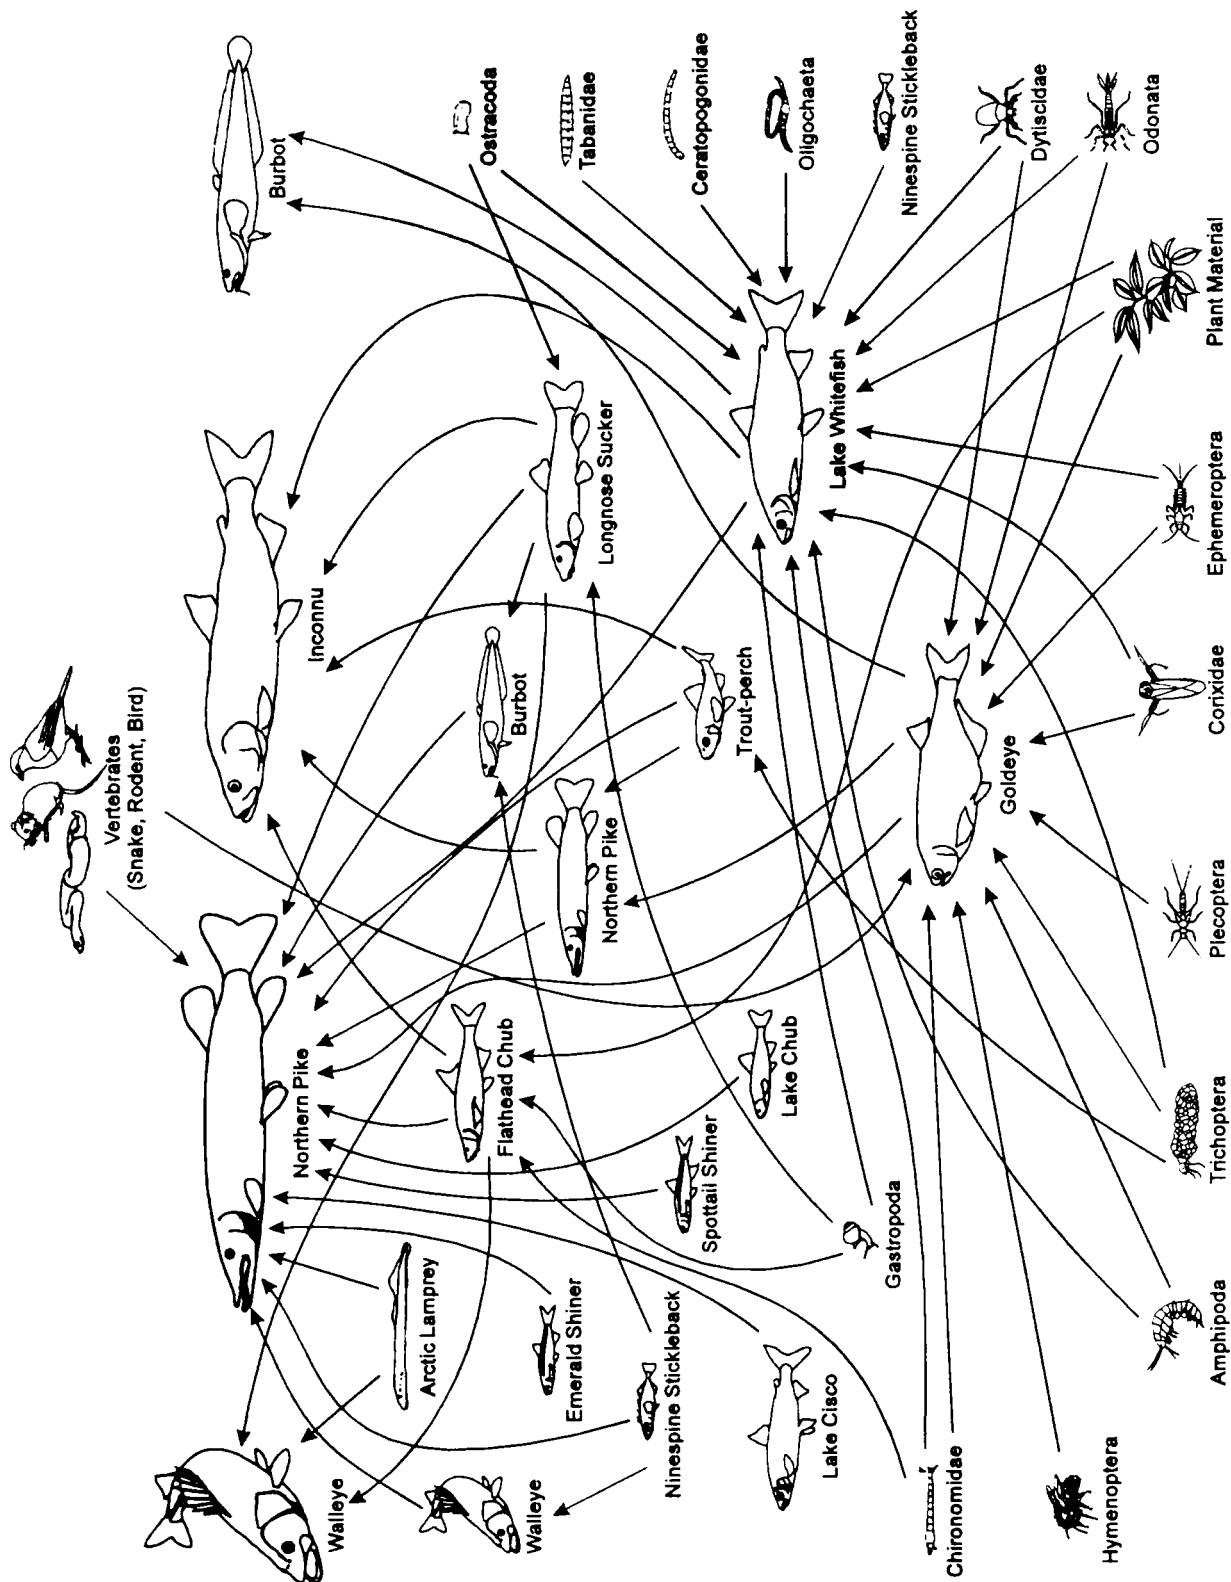 Vertebrates
(Snake, Rodent, Bird)
Burbot
Inconnu
Northern Pike
Walleye
Ostracoda
Longnose Sucker
Burbot
Flathead Chub
Arctic Lamprey
Walleye
Tabanidae
Northern Pike
Emerald Shiner
Ceratopogonidae
Trout-perch
Lake Chub
Spottail Shiner
Ninespine Stickleback
Oligochaeta
Lake Whitefish
Gastropoda
Lake Cisco
Ninespine Stickleback
Goldeye
Chironomidae
Dytiscidae
Odonata
Hymenoptera
Plant Material
Ephemeroptera
Corixidae
Plecoptera
Trichoptera
Amphipoda